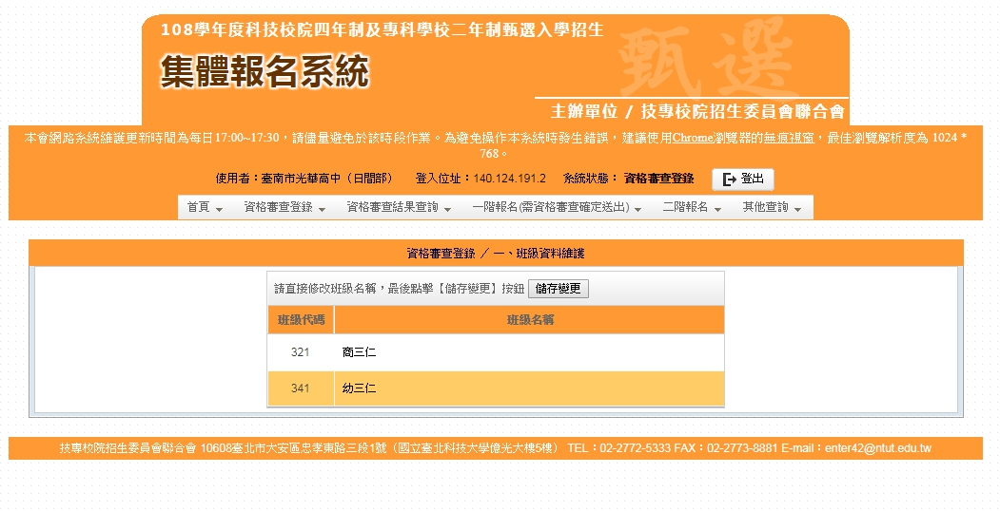 108學年度科技校院四年制及專科學校二年制甄選入學招生
甄選
集體報名系統
主辦單位 / 技專校院招生委員會聯合會
本會網路系統維護更新時間為每日17:00~17:30，請儘量避免於該時段作業。為避免操作本系統時發生錯誤，建議使用Chrome瀏覽器的無痕視窗，最佳瀏覽解析度為 1024 *
768。
使用者：臺南市光華高中（日間部） 登入位址：140.124.191.2 系統狀態： 資格審查登錄 登出
首頁 資格審查登錄 資格審查結果查詢 一階報名(需資格審查確定送出) 二階報名 其他查詢
資格審查登錄 ／ 一、班級資料維護
請直接修改班級名稱，最後點擊【儲存變更】按鈕 儲存變更
班級代碼 班級名稱
321 商三仁
341 幼三仁
技專校院招生委員會聯合會 10608臺北市大安區忠孝東路三段1號（國立臺北科技大學億光大樓5樓） TEL：02-2772-5333 FAX：02-2773-8881 E-mail：enter42@ntut.edu.tw